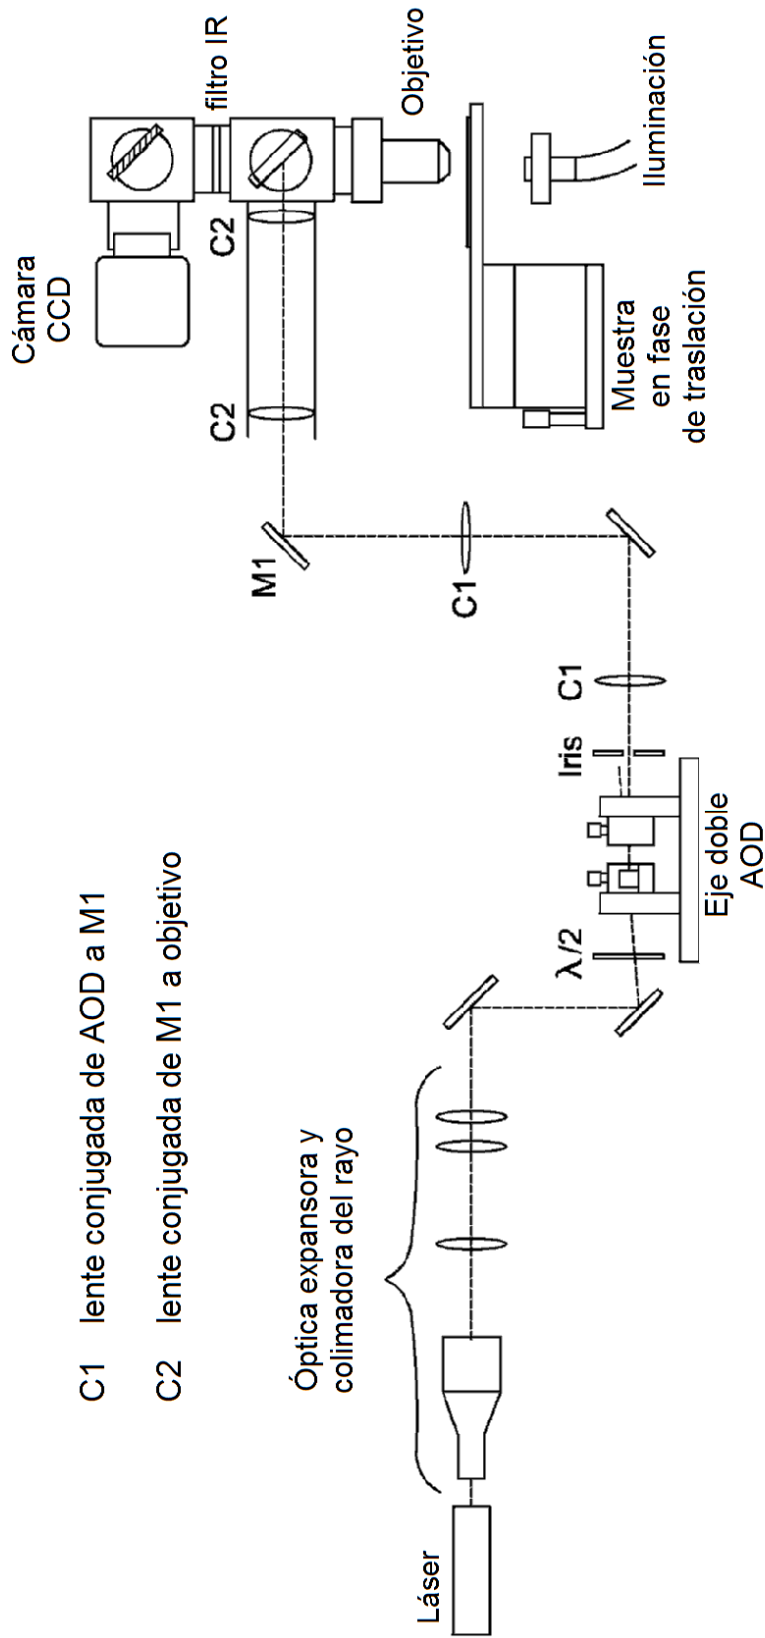 C1 lente conjugada de AOD a M1
C2 lente conjugada de M1 a objetivo
Óptica expansora y
colimadora del rayo
Láser
λ/2
Eje doble
AOD
Iris
C1
C1
M1
C2
C2
Cámara
CCD
filtro IR
Objetivo
Muestra
en fase
de traslación
Iluminación